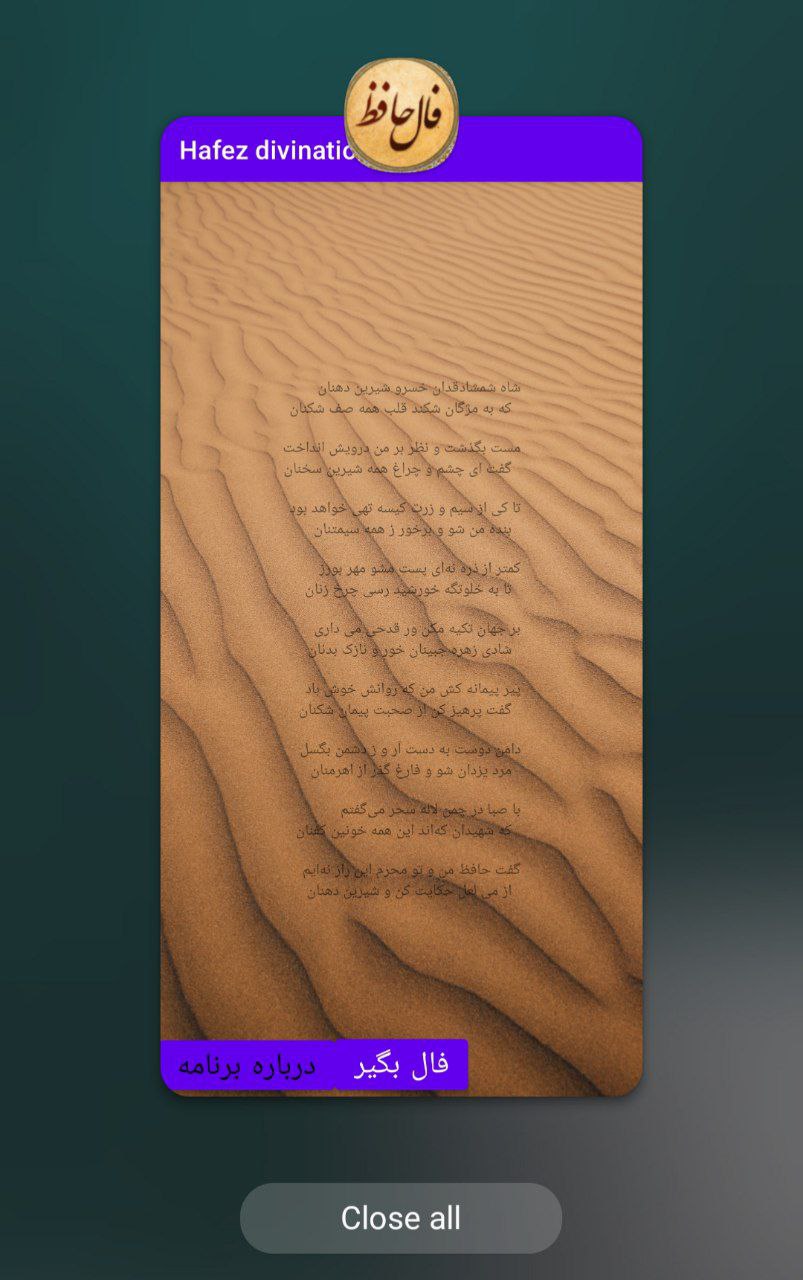 فال حافظ
Hafez divinatio
شاه شمشادقدان خسرو شیرین دهنان
که به مژگان شکند قلب همه صف شکنان
مست بگذشت و نظر بر من درویش انداخت
گفت ای چشم و چراغ همه شیرین سخنان
تا کی از سیم و زرت کیسه تهی خواهد بود
بنده من شو و برخور ز همه سیمتنان
کمتر از ذره نه‌ای پست مشو مهر بورز
تا به خلوتگه خورشید رسی چرخ زنان
بر جهان تکیه مکن ور قدحی می داری
شادی زهره جبینان خور و نازک بدنان
پیر پیمانه کش من که روانش خوش باد
گفت پرهیز کن از صحبت پیمان شکنان
دامن دوست به دست آر و ز دشمن بگسل
مرد یزدان شو و فارغ گذر از اهرمنان
با صبا در چمن لاله سحر می‌گفتم
که شهیدان که‌اند این همه خونین کفنان
گفت حافظ من و تو محرم این راز نه‌ایم
از می لعل حکایت کن و شیرین دهنان
فال بگیر
درباره برنامه
Close all